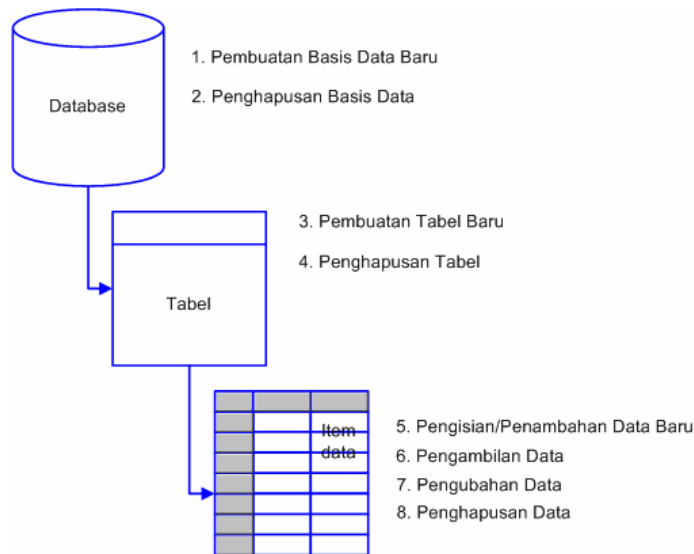 Database
1. Pembuatan Basis Data Baru
2. Penghapusan Basis Data
Tabel
3. Pembuatan Tabel Baru
4. Penghapusan Tabel
Item
data
5. Pengisian/Penambahan Data Baru
6. Pengambilan Data
7. Pengubahan Data
8. Penghapusan Data